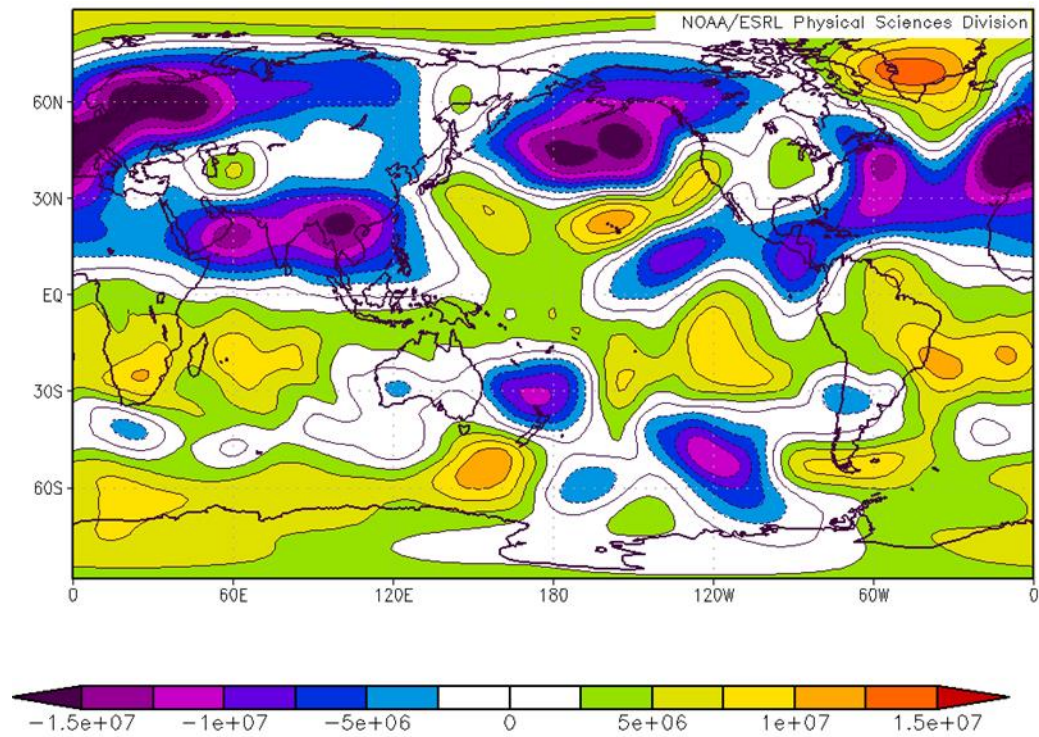 NOAA/ESRL Physical Sciences Division
60N
30N
EQ
30S
60S
0 60E 120E 180 120W 60W 0
−1.5e+07 −1e+07 −5e+06 0 5e+06 1e+07 1.5e+07